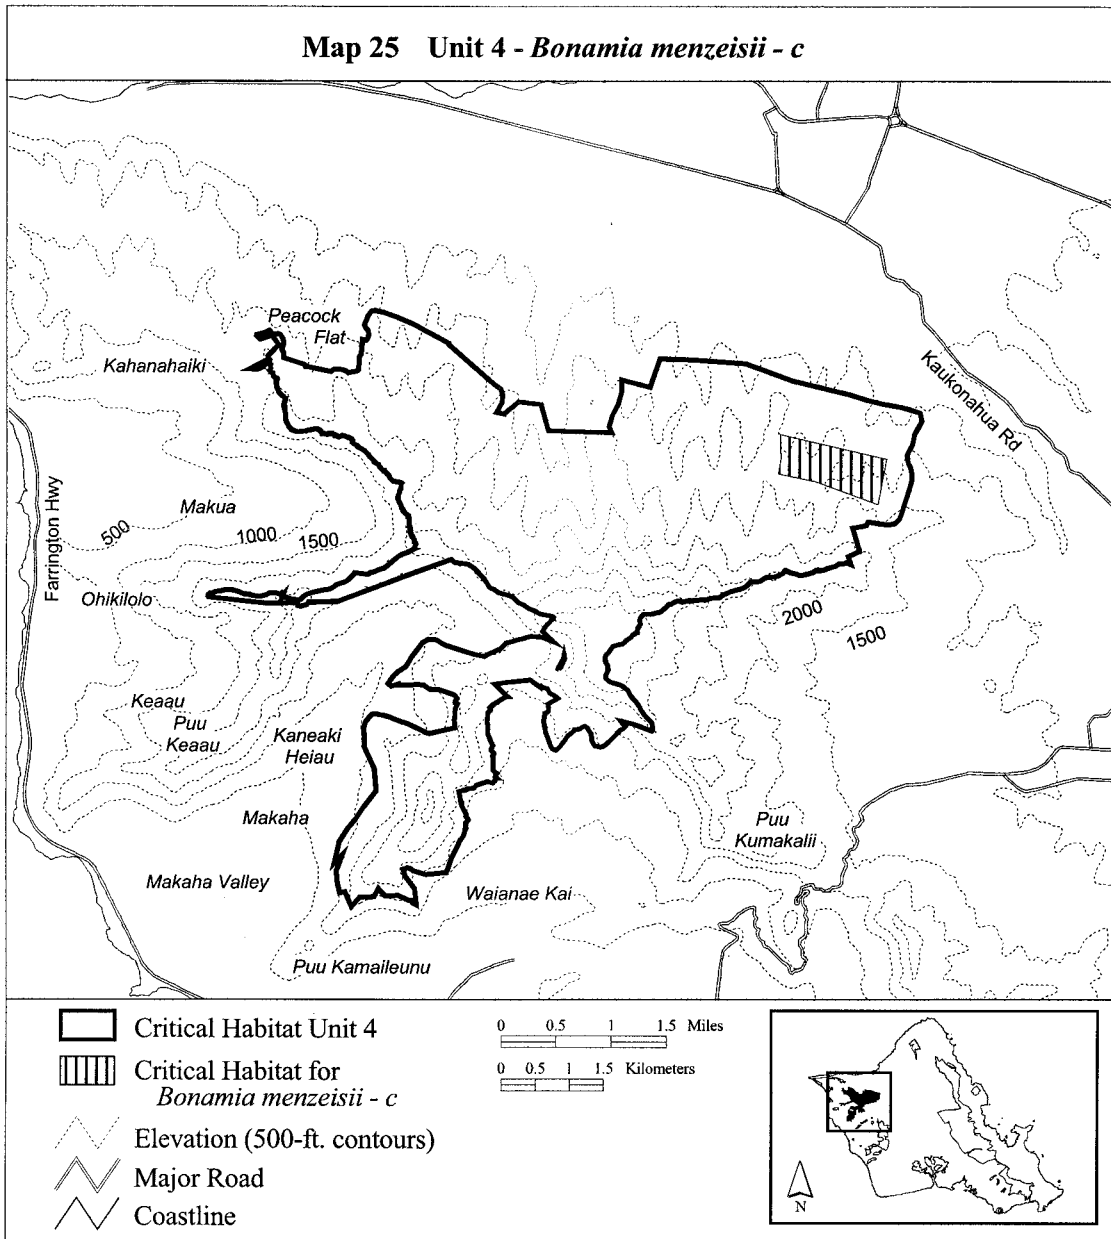 Map 25 Unit 4 - Bonamia menzeisii - c
Peacock
Flat
Kahanahaiki
Kaukonahua Rd
Farrington Hwy
Makua
500
1000
1500
Ohikilolo
2000
1500
Keaau
Puu
Keaau
Kaneaki
Heiau
Makaha
Puu
Kumakalii
Makaha Valley
Waianae Kai
Puu Kamaileunu
Critical Habitat Unit 4
Critical Habitat for
Bonamia menzeisii - c
Elevation (500-ft. contours)
Major Road
Coastline
0 0.5 1 1.5 Miles
0 0.5 1 1.5 Kilometers
N